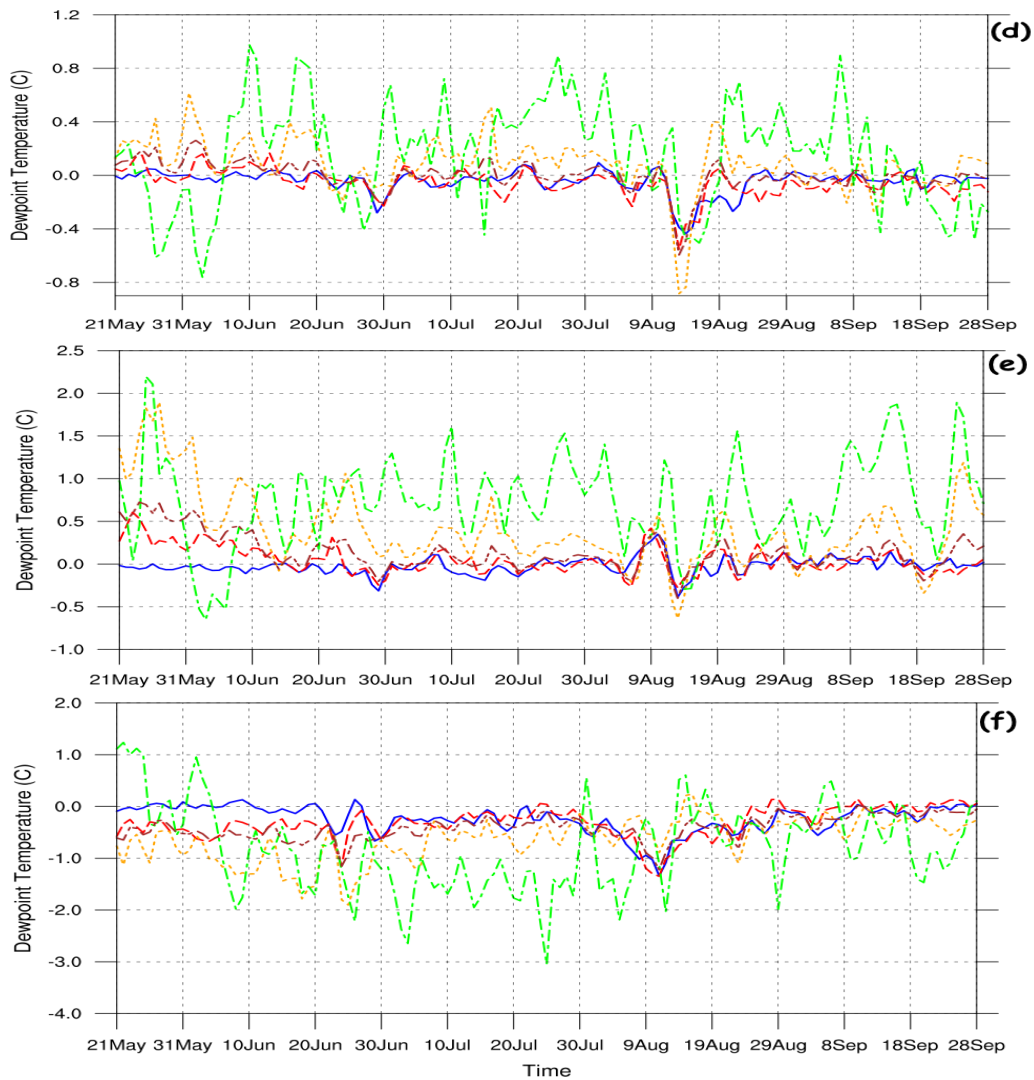 (d)
Dewpoint Temperature (C)
1.2
0.8
0.4
0.0
-0.4
-0.8
21May 31May 10Jun 20Jun 30Jun 10Jul 20Jul 30Jul 9Aug 19Aug 29Aug 8Sep 18Sep 28Sep
(e)
Dewpoint Temperature (C)
2.5
2.0
1.5
1.0
0.5
0.0
-0.5
-1.0
21May 31May 10Jun 20Jun 30Jun 10Jul 20Jul 30Jul 9Aug 19Aug 29Aug 8Sep 18Sep 28Sep
(f)
Dewpoint Temperature (C)
2.0
1.0
0.0
-1.0
-2.0
-3.0
-4.0
21May 31May 10Jun 20Jun 30Jun 10Jul 20Jul 30Jul 9Aug 19Aug 29Aug 8Sep 18Sep 28Sep
Time